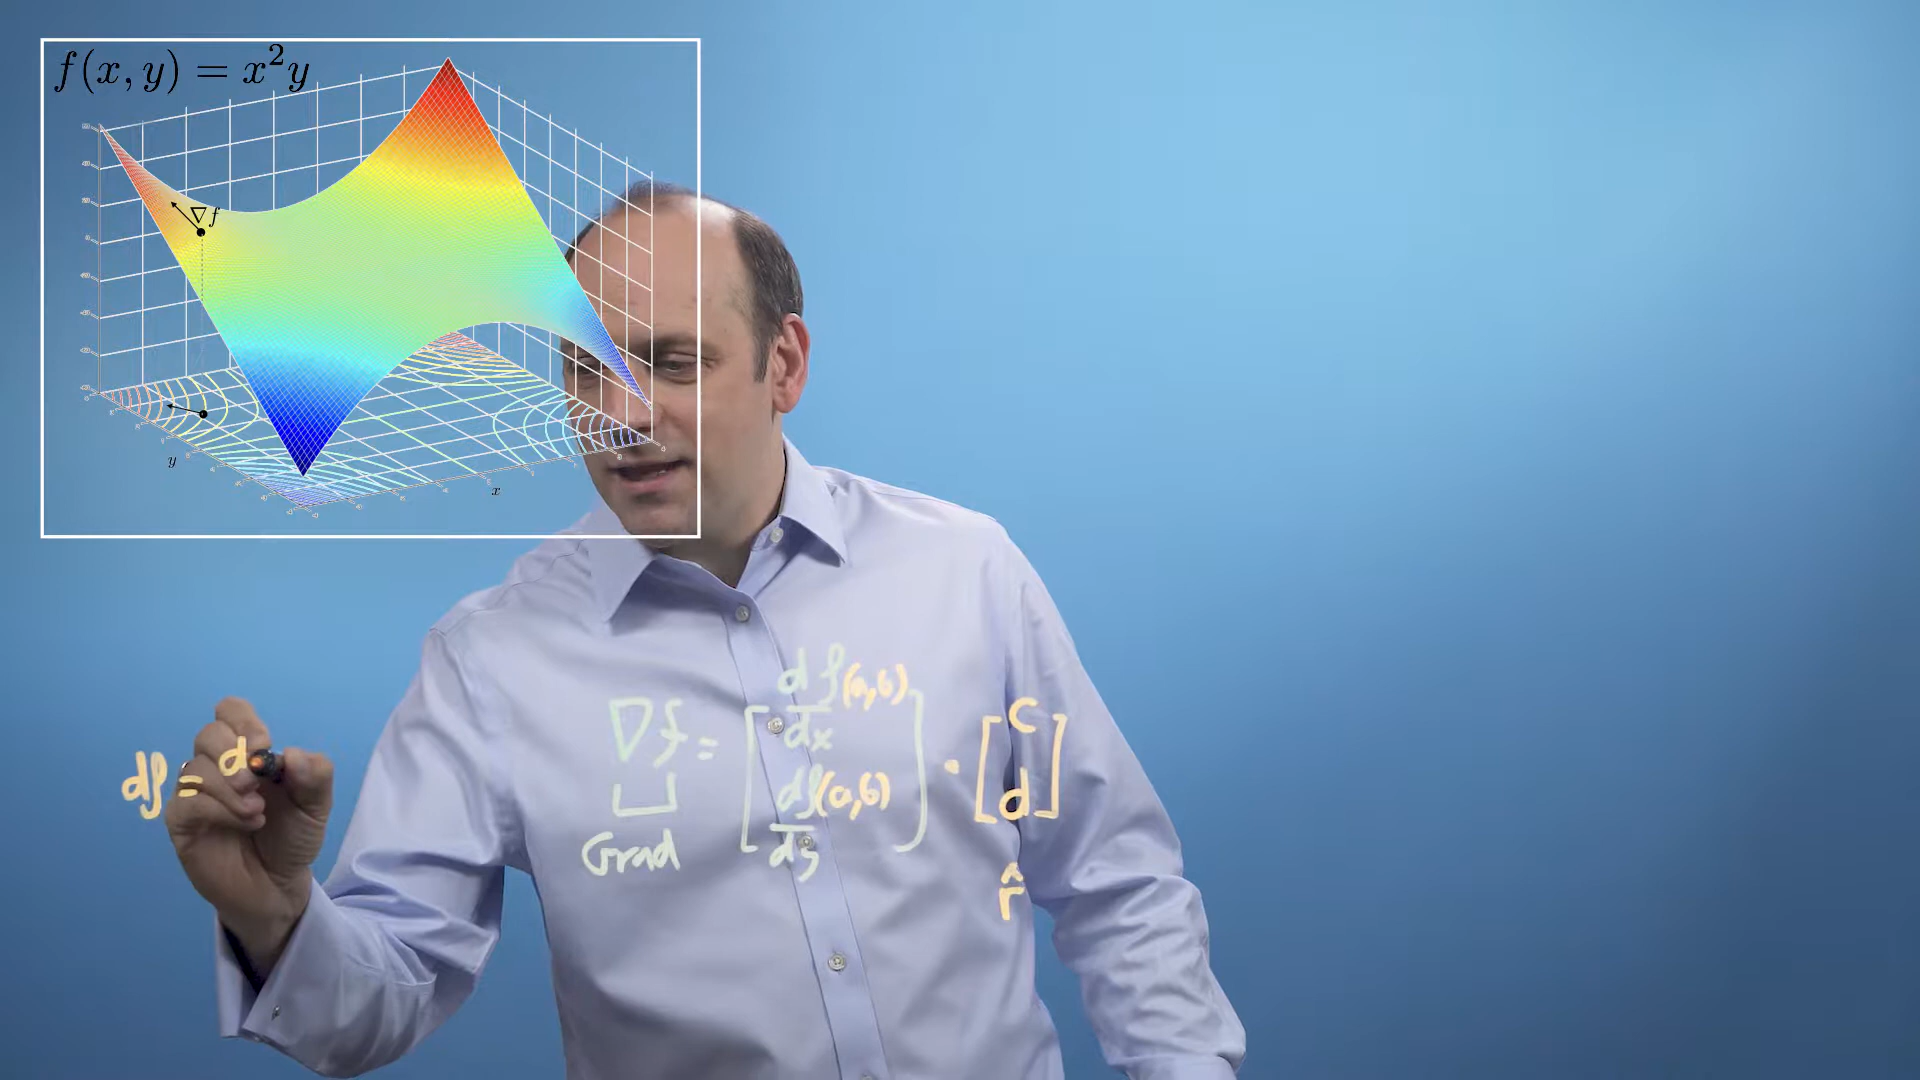 f(x, y) = x²y
∇f
y
x
df = d
∇f = [df(a,b)/dx df(a,b)/dy] · [c d]
Grad
r̂